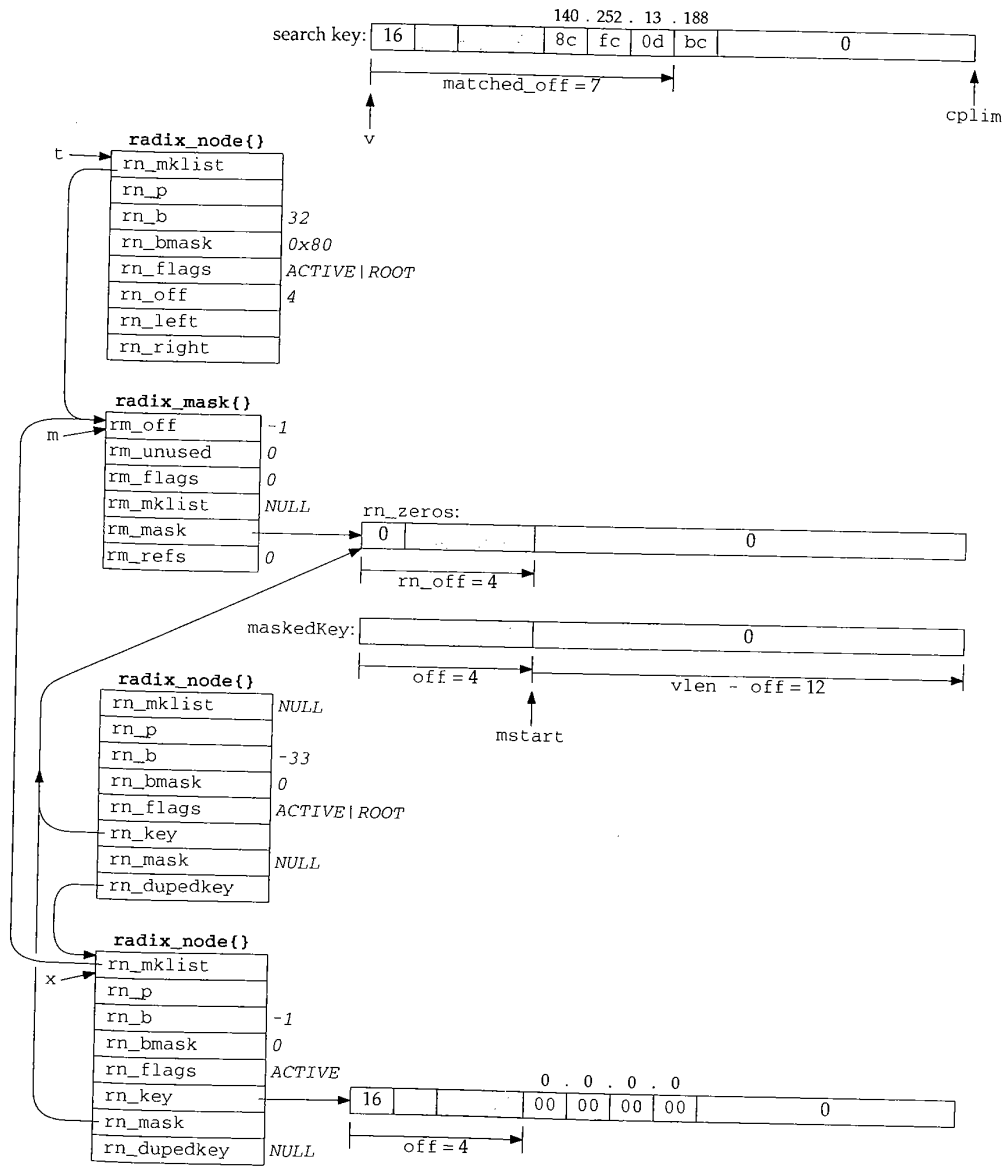 140 . 252 . 13 . 188
search key: 16 8c fc 0d bc 0
matched_off = 7
v
cplim
radix_node{}
t
rn_mklist
rn_p
rn_b 32
rn_bmask 0x80
rn_flags ACTIVE|ROOT
rn_off 4
rn_left
rn_right
radix_mask{}
m
rm_off -1
rm_unused 0
rm_flags 0
rm_mklist NULL
rm_mask
rm_refs 0
rn_zeros:
0 0
rn_off = 4
maskedKey: 0
off = 4
vlen - off = 12
mstart
radix_node{}
rn_mklist NULL
rn_p
rn_b -33
rn_bmask 0
rn_flags ACTIVE|ROOT
rn_key
rn_mask NULL
rn_dupedkey
radix_node{}
x
rn_mklist
rn_p
rn_b -1
rn_bmask 0
rn_flags ACTIVE
rn_key
rn_mask
rn_dupedkey NULL
0 . 0 . 0 . 0
16 00 00 00 00 0
off = 4